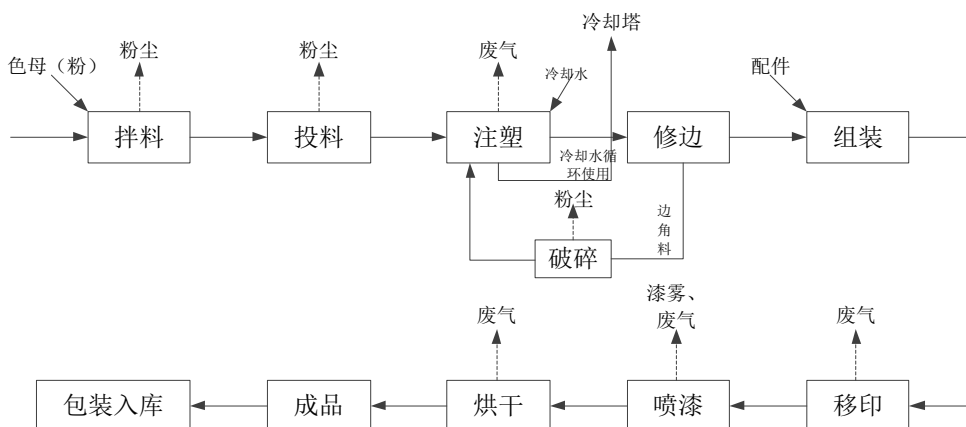 冷却塔
粉尘
粉尘
废气
色母（粉）
冷却水
配件
拌料
投料
注塑
修边
组装
冷却水循
环使用
粉尘
边
角
料
破碎
漆雾、
废气
废气
废气
包装入库
成品
烘干
喷漆
移印